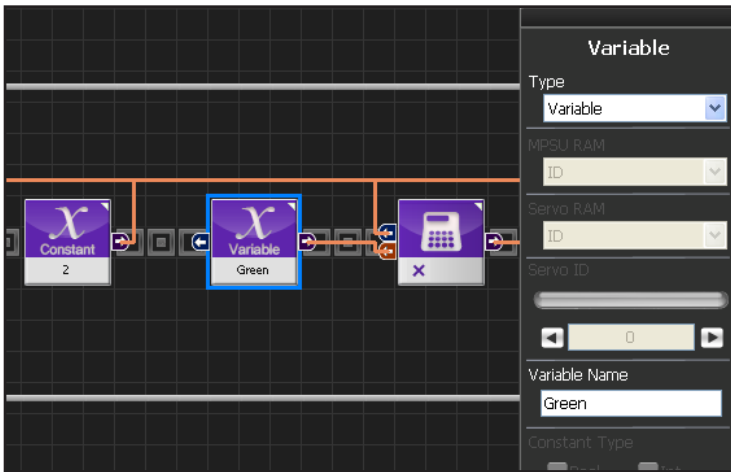 Variable
Type
Variable
MPSU RAM
ID
Servo RAM
ID
Servo ID
0
Variable Name
Green
Constant Type
Constant
2
Variable
Green